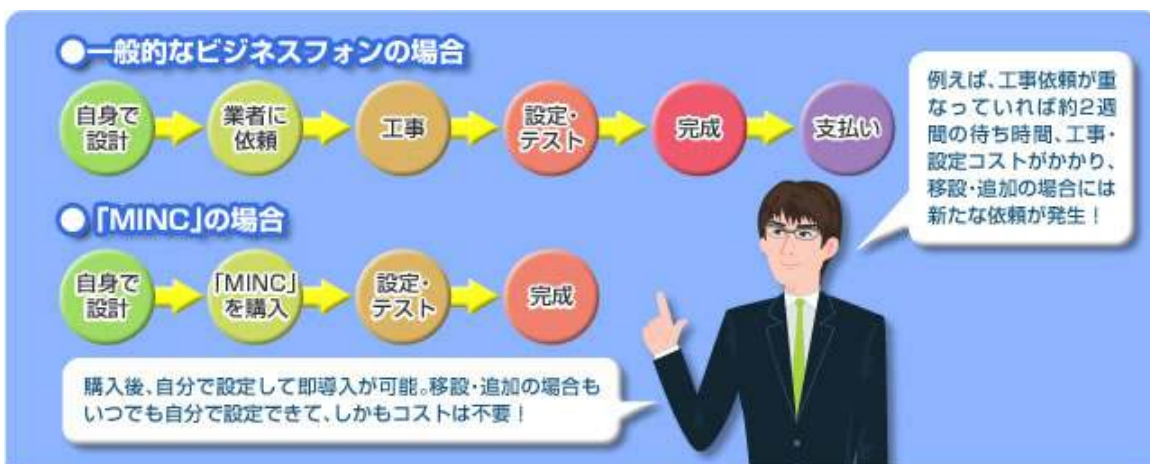 ●一般的なビジネスフォンの場合
自身で
設計
業者に
依頼
工事
設定・
テスト
完成
支払い
例えば、工事依頼が重
なっていれば約2週
間の待ち時間、工事・
設定コストがかかり、
移設・追加の場合には
新たな依頼が発生！
●「MINC」の場合
自身で
設計
「MINC」
を購入
設定・
テスト
完成
購入後、自分で設定して即導入が可能。移設・追加の場合も
いつでも自分で設定できて、しかもコストは不要！